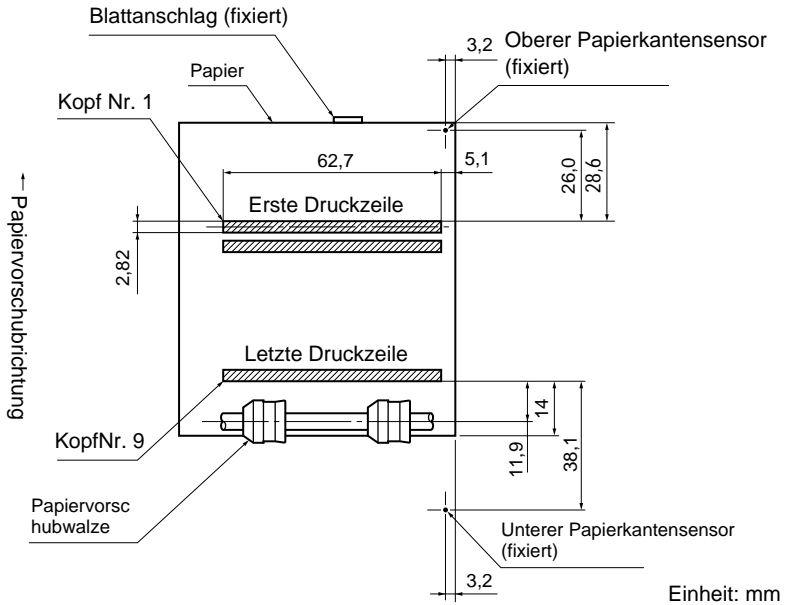 Blattanschlag (fixiert)
3,2
Oberer Papierkantensensor
(fixiert)
Papier
Kopf Nr. 1
62,7
5,1
26,0
28,6
Erste Druckzeile
2,82
← Papiervorschubrichtung
Letzte Druckzeile
14
11,9
38,1
KopfNr. 9
Papiervorsc
hubwalze
Unterer Papierkantensensor
(fixiert)
3,2
Einheit: mm